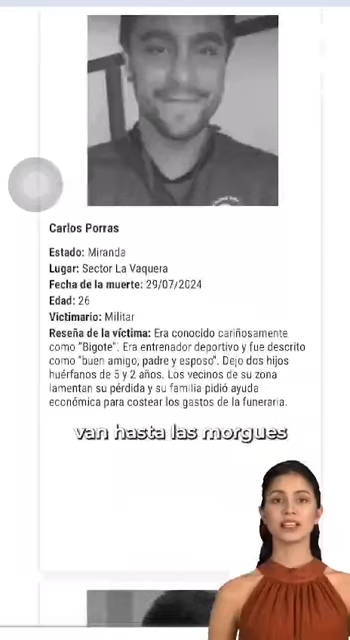 Carlos Porras
Estado: Miranda
Lugar: Sector La Vaquera
Fecha de la muerte: 29/07/2024
Edad: 26
Victimario: Militar
Reseña de la víctima: Era conocido cariñosamente
como "Bigote". Era entrenador deportivo y fue descrito
como "buen amigo, padre y esposo". Dejo dos hijos
huérfanos de 5 y 2 años. Los vecinos de su zona
lamentan su pérdida y su familia pidió ayuda
económica para costear los gastos de la funeraria.
van hasta las morgues